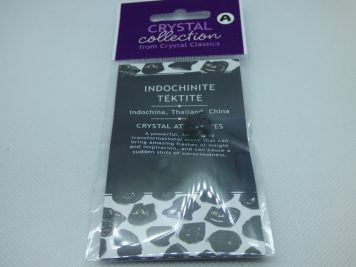 CRYSTAL
collection
from Crystal Classics
A
INDOCHINITE
TEKTITE
Indochina, Thailand, China
CRYSTAL
A powerful,
transformational stone that can
bring amazing flashes of insight
and inspiration, and can cause a
sudden shift of consciousness.